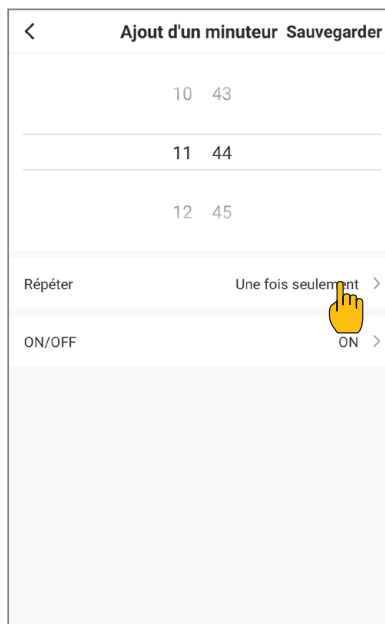 Ajout d'un minuteur Sauvegarder
10 43
11 44
12 45
Répéter Une fois seulement
ON/OFF ON